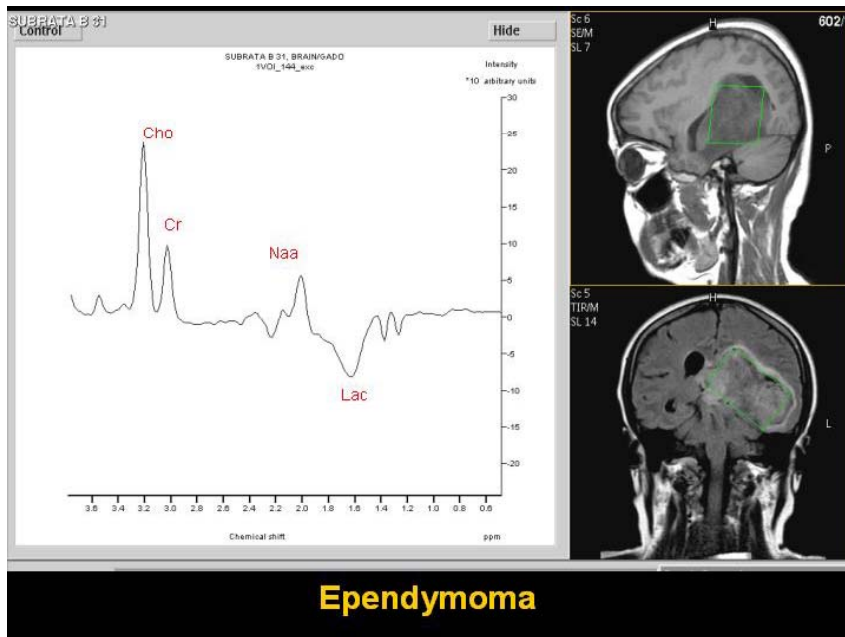 SUBRATA B 31
Control
Hide
SUBRATA B 31, BRAIN/GADO
1VOI_144_exc
Intensity
*10 arbitrary units
30
25
20
15
10
5
0
-5
-10
-15
-20
Cho
Cr
Naa
Lac
3.6 3.4 3.2 3.0 2.8 2.6 2.4 2.2 2.0 1.8 1.6 1.4 1.2 1.0 0.8 0.6
Chemical shift
ppm
Sc 6
SE/M
SL 7
H
602/
P
Sc 5
TIR/M
SL 14
H
L
Ependymoma